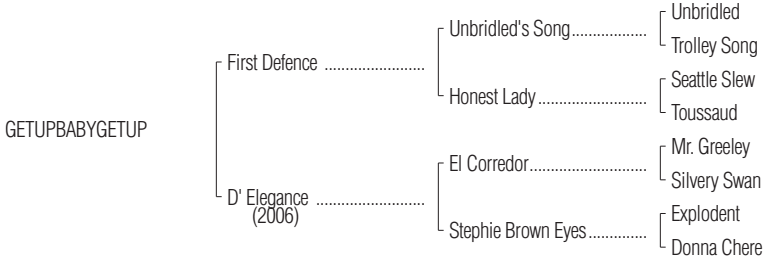 Unbridled
Unbridled's Song..................
Trolley Song
First Defence ........................
Seattle Slew
Honest Lady..........................
Toussaud
GETUPBABYGETUP
Mr. Greeley
El Corredor............................
Silvery Swan
D' Elegance ..........................
(2006)
Explodent
Stephie Brown Eyes..............
Donna Chere